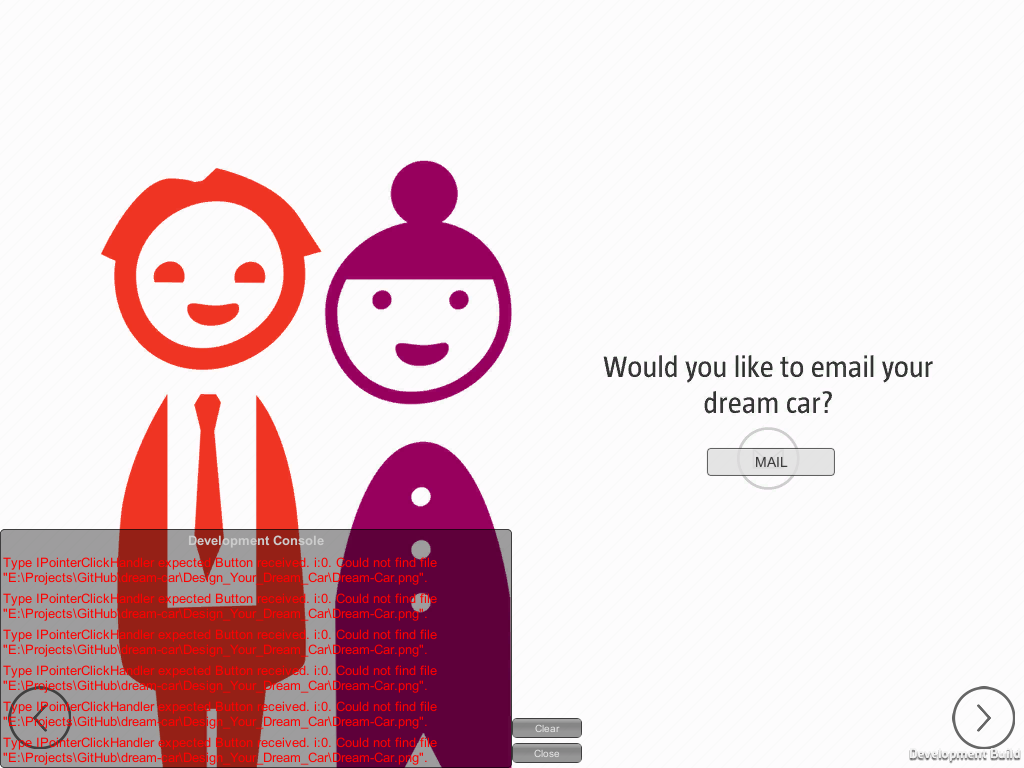 Would you like to email your
dream car?
MAIL
Development Console
Type IPointerClickHandler expected Button received. i:0. Could not find file
"E:\Projects\GitHub\dream-car\Design_Your_Dream_Car\Dream-Car.png".
Type IPointerClickHandler expected Button received. i:0. Could not find file
"E:\Projects\GitHub\dream-car\Design_Your_Dream_Car\Dream-Car.png".
Type IPointerClickHandler expected Button received. i:0. Could not find file
"E:\Projects\GitHub\dream-car\Design_Your_Dream_Car\Dream-Car.png".
Type IPointerClickHandler expected Button received. i:0. Could not find file
"E:\Projects\GitHub\dream-car\Design_Your_Dream_Car\Dream-Car.png".
Type IPointerClickHandler expected Button received. i:0. Could not find file
"E:\Projects\GitHub\dream-car\Design_Your_Dream_Car\Dream-Car.png".
Type IPointerClickHandler expected Button received. i:0. Could not find file
"E:\Projects\GitHub\dream-car\Design_Your_Dream_Car\Dream-Car.png".
Clear
Close
Development Build